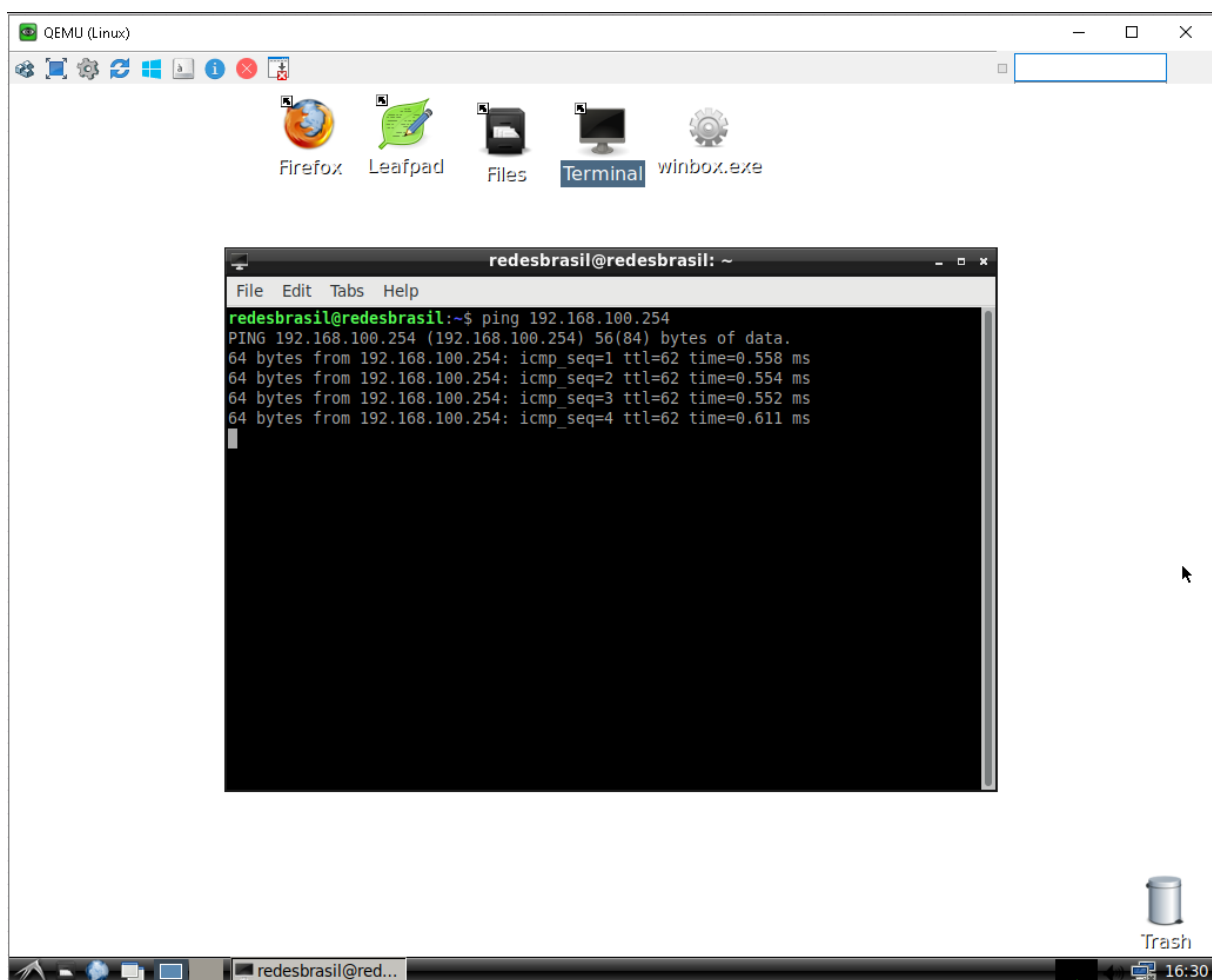 QEMU (Linux)
Firefox
Leafpad
Files
Terminal
winbox.exe
redesbrasil@redesbrasil: ~
File Edit Tabs Help
redesbrasil@redesbrasil:~$ ping 192.168.100.254
PING 192.168.100.254 (192.168.100.254) 56(84) bytes of data.
64 bytes from 192.168.100.254: icmp_seq=1 ttl=62 time=0.558 ms
64 bytes from 192.168.100.254: icmp_seq=2 ttl=62 time=0.554 ms
64 bytes from 192.168.100.254: icmp_seq=3 ttl=62 time=0.552 ms
64 bytes from 192.168.100.254: icmp_seq=4 ttl=62 time=0.611 ms
Trash
redesbrasil@red...
16:30